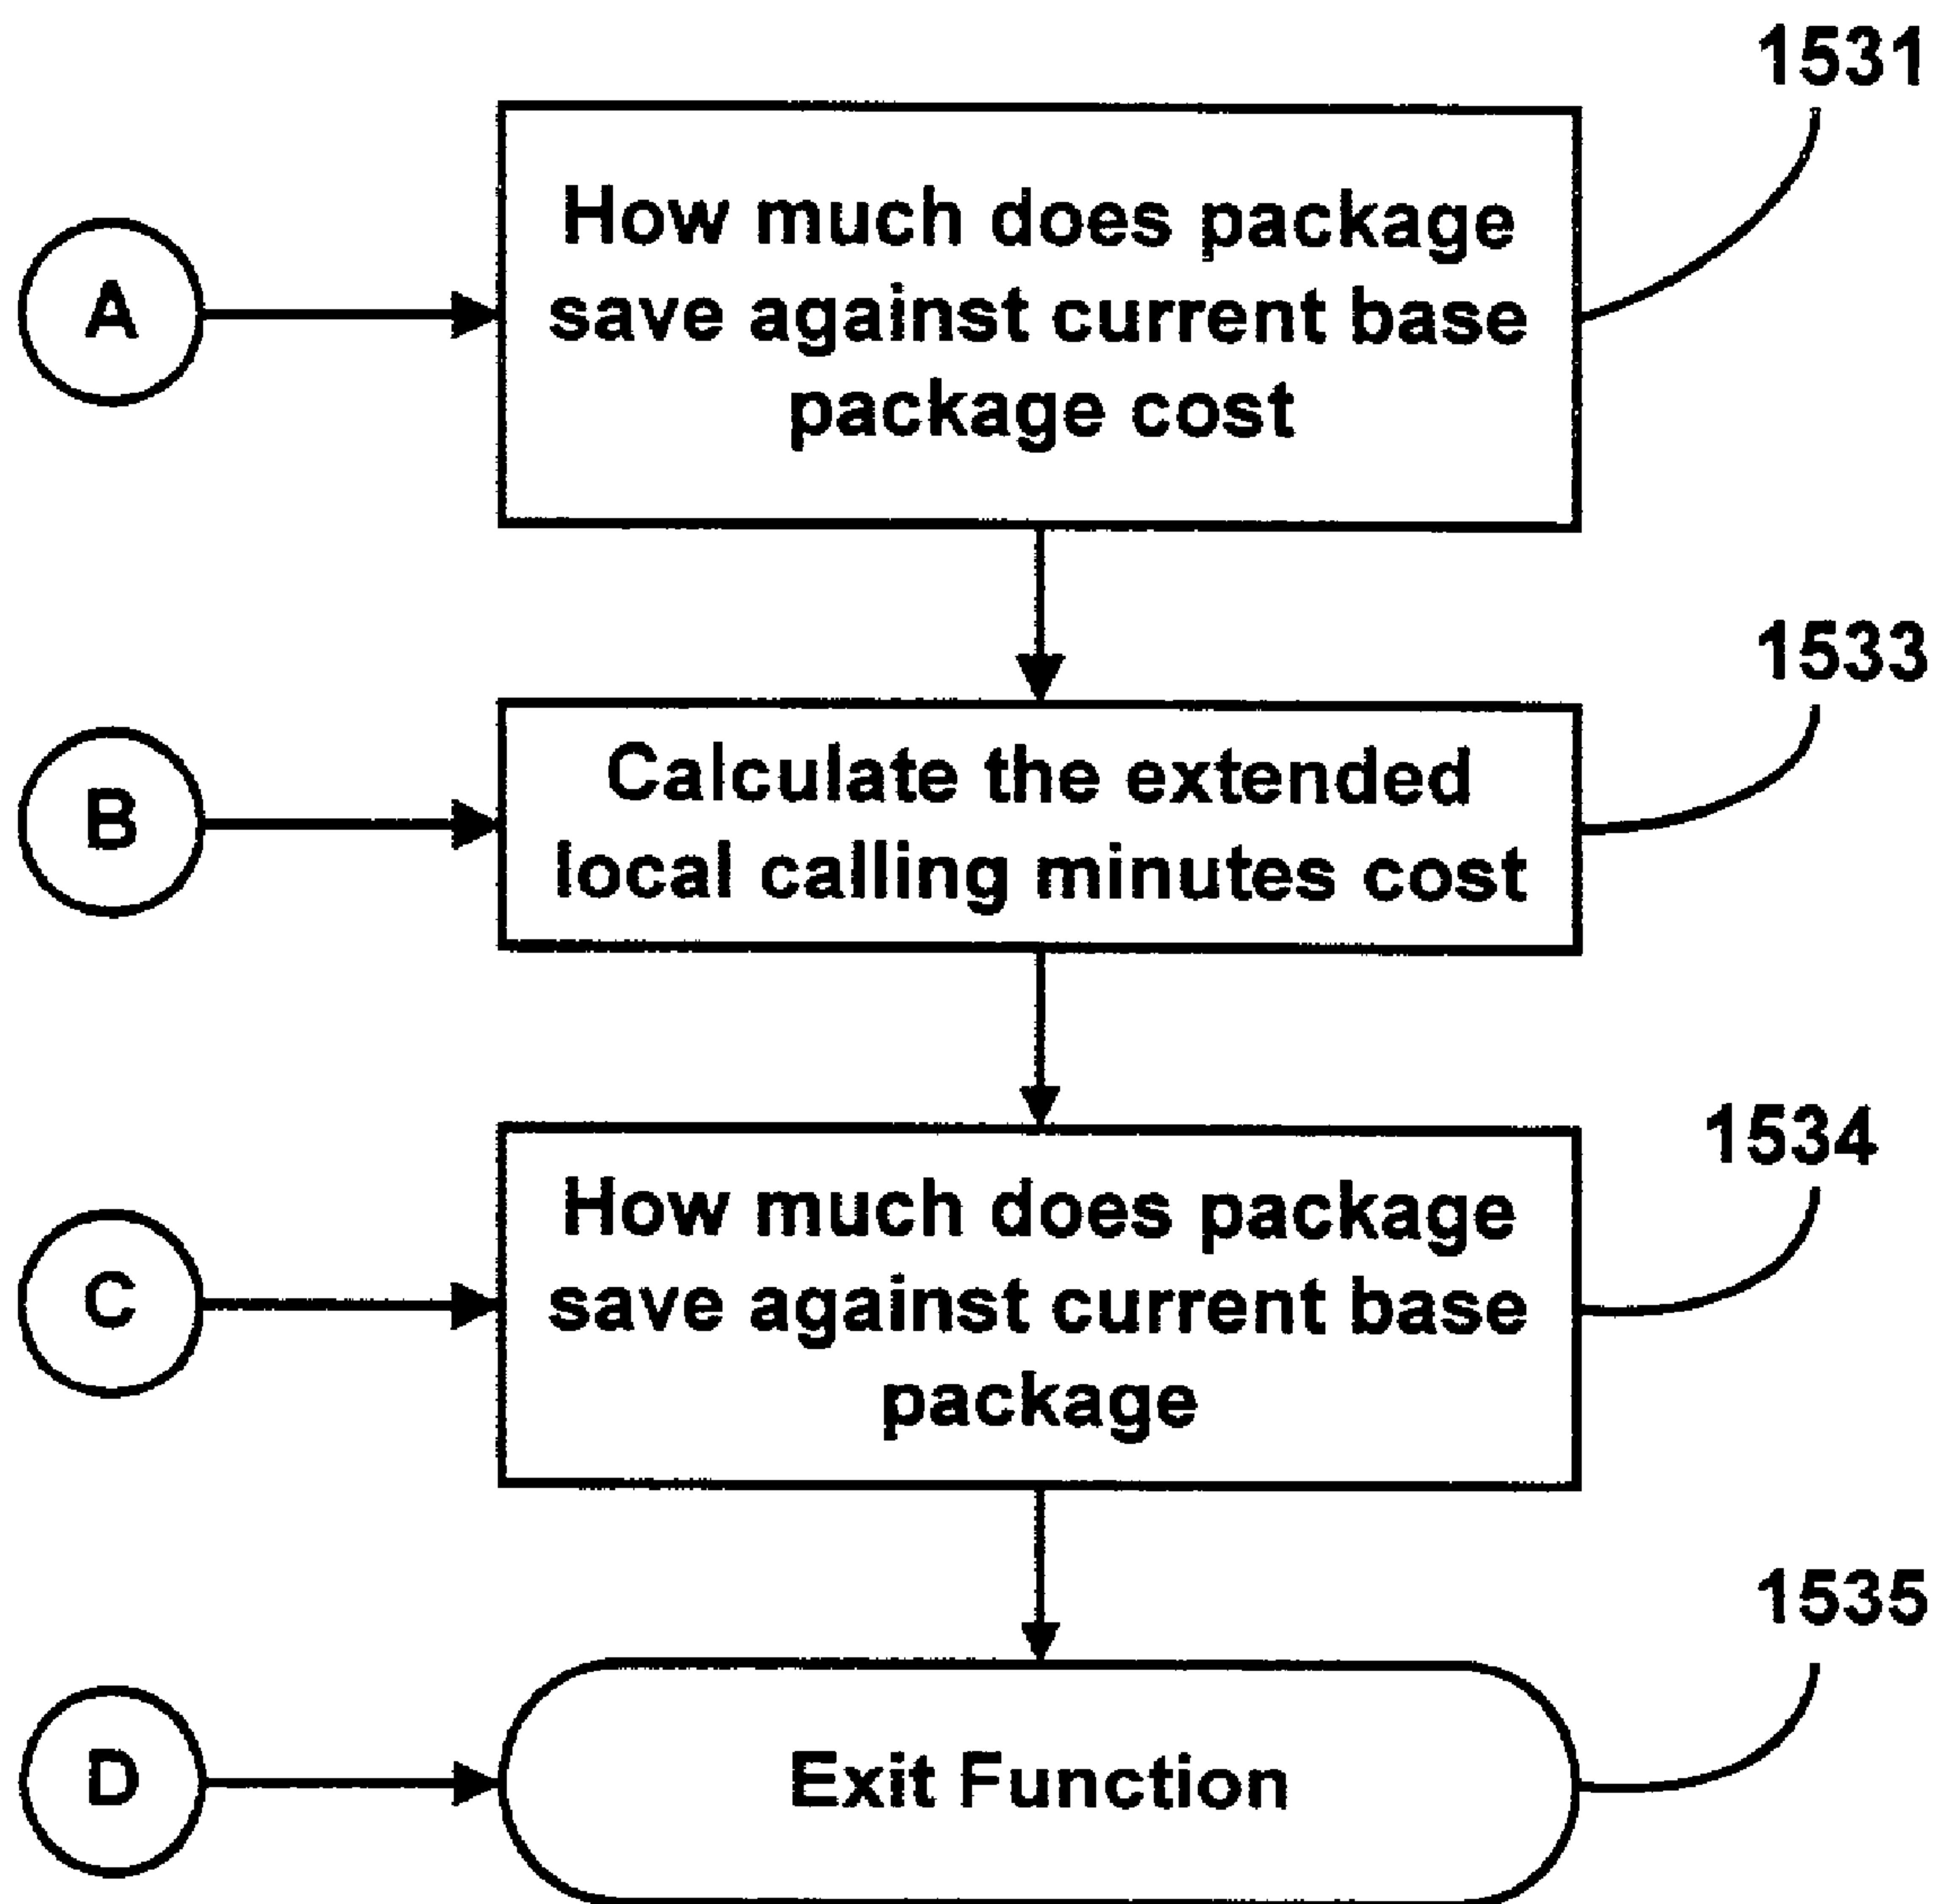 1531
How much does package
save against current base
package cost
A
1533
Calculate the extended
local calling minutes cost
B
1534
How much does package
save against current base
package
C
1535
Exit Function
D